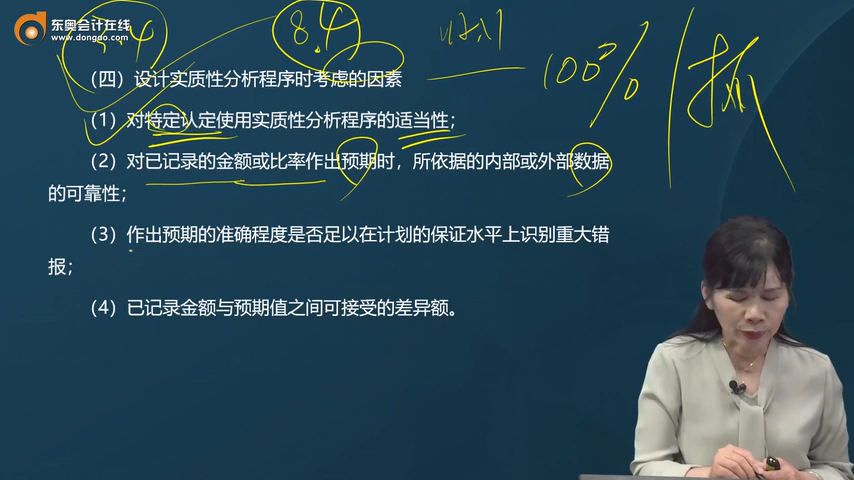 东奥会计在线
www.dongao.com
8.4
100%
（四）设计实质性分析程序时考虑的因素
（1）对特定认定使用实质性分析程序的适当性；
（2）对已记录的金额或比率作出预期时，所依据的内部或外部数据
的可靠性；
（3）作出预期的准确程度是否足以在计划的保证水平上识别重大错
报；
（4）已记录金额与预期值之间可接受的差异额。